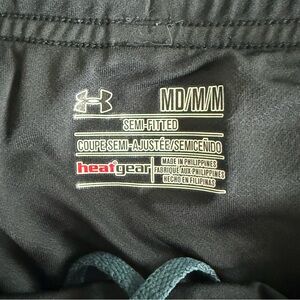 MD/M/M
SEMI-FITTED
COUPE SEMI-AJUSTÉE/SEMICEÑIDO
heatgear
MADE IN PHILIPPINES
FABRIQUÉ AUX PHILIPPINES
HECHO EN FILIPINAS